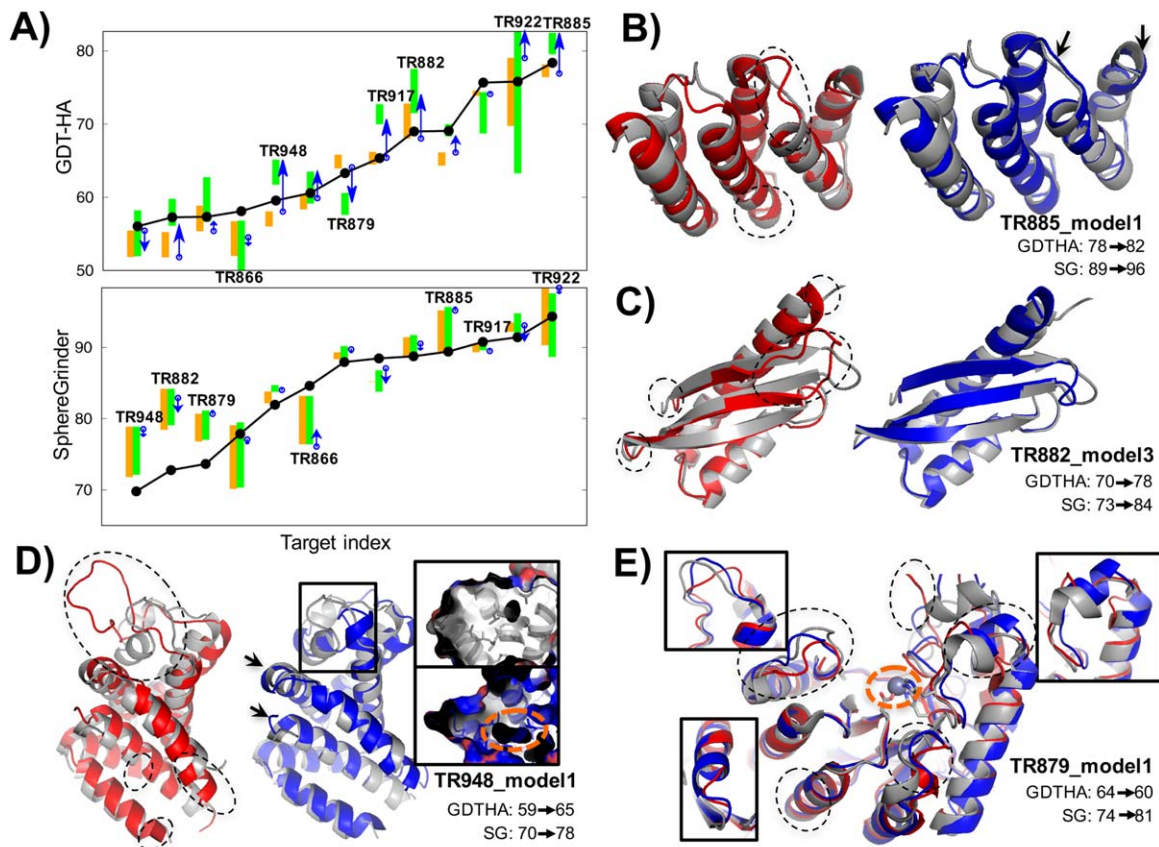 A)
GDT-HA
80
70
60
50
TR922 TR885
TR882
TR917
TR948
TR879
TR866
SphereGrinder
90
80
70
TR922
TR885
TR917
TR882
TR948
TR879
TR866
Target index
B)
TR885_model1
GDTHA: 78➔82
SG: 89➔96
C)
TR882_model3
GDTHA: 70➔78
SG: 73➔84
D)
TR948_model1
GDTHA: 59➔65
SG: 70➔78
E)
TR879_model1
GDTHA: 64➔60
SG: 74➔81